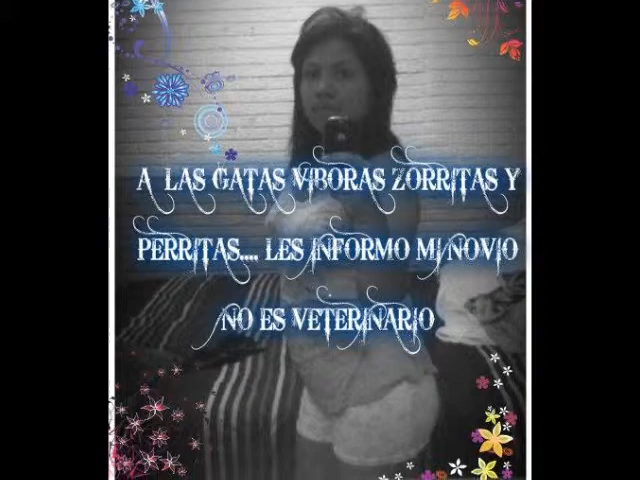 A LAS GATAS VIBORAS ZORRITAS Y
PERRITAS.... LES INFORMO MI NOVIO
NO ES VETERINARIO